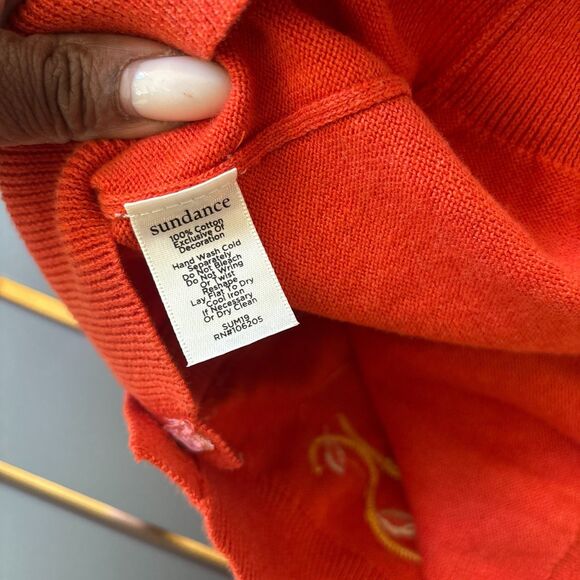 sundance
100% Cotton
Exclusive Of
Decoration
Hand Wash Cold
Separately
Do Not Bleach
Do Not Wring
Or Twist
Reshape
Lay Flat To Dry
Cool Iron
If Necessary
Or Dry Clean
SUM19
RN#106205